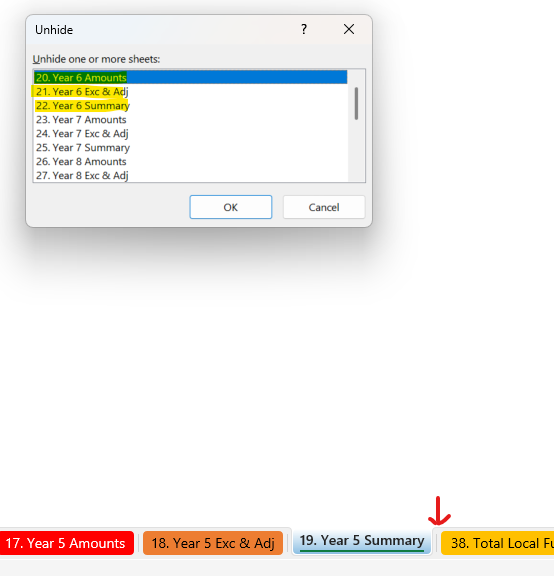 Unhide
?
Unhide one or more sheets:
20. Year 6 Amounts
21. Year 6 Exc & Adj
22. Year 6 Summary
23. Year 7 Amounts
24. Year 7 Exc & Adj
25. Year 7 Summary
26. Year 8 Amounts
27. Year 8 Exc & Adj
OK Cancel
17. Year 5 Amounts 18. Year 5 Exc & Adj 19. Year 5 Summary 38. Total Local